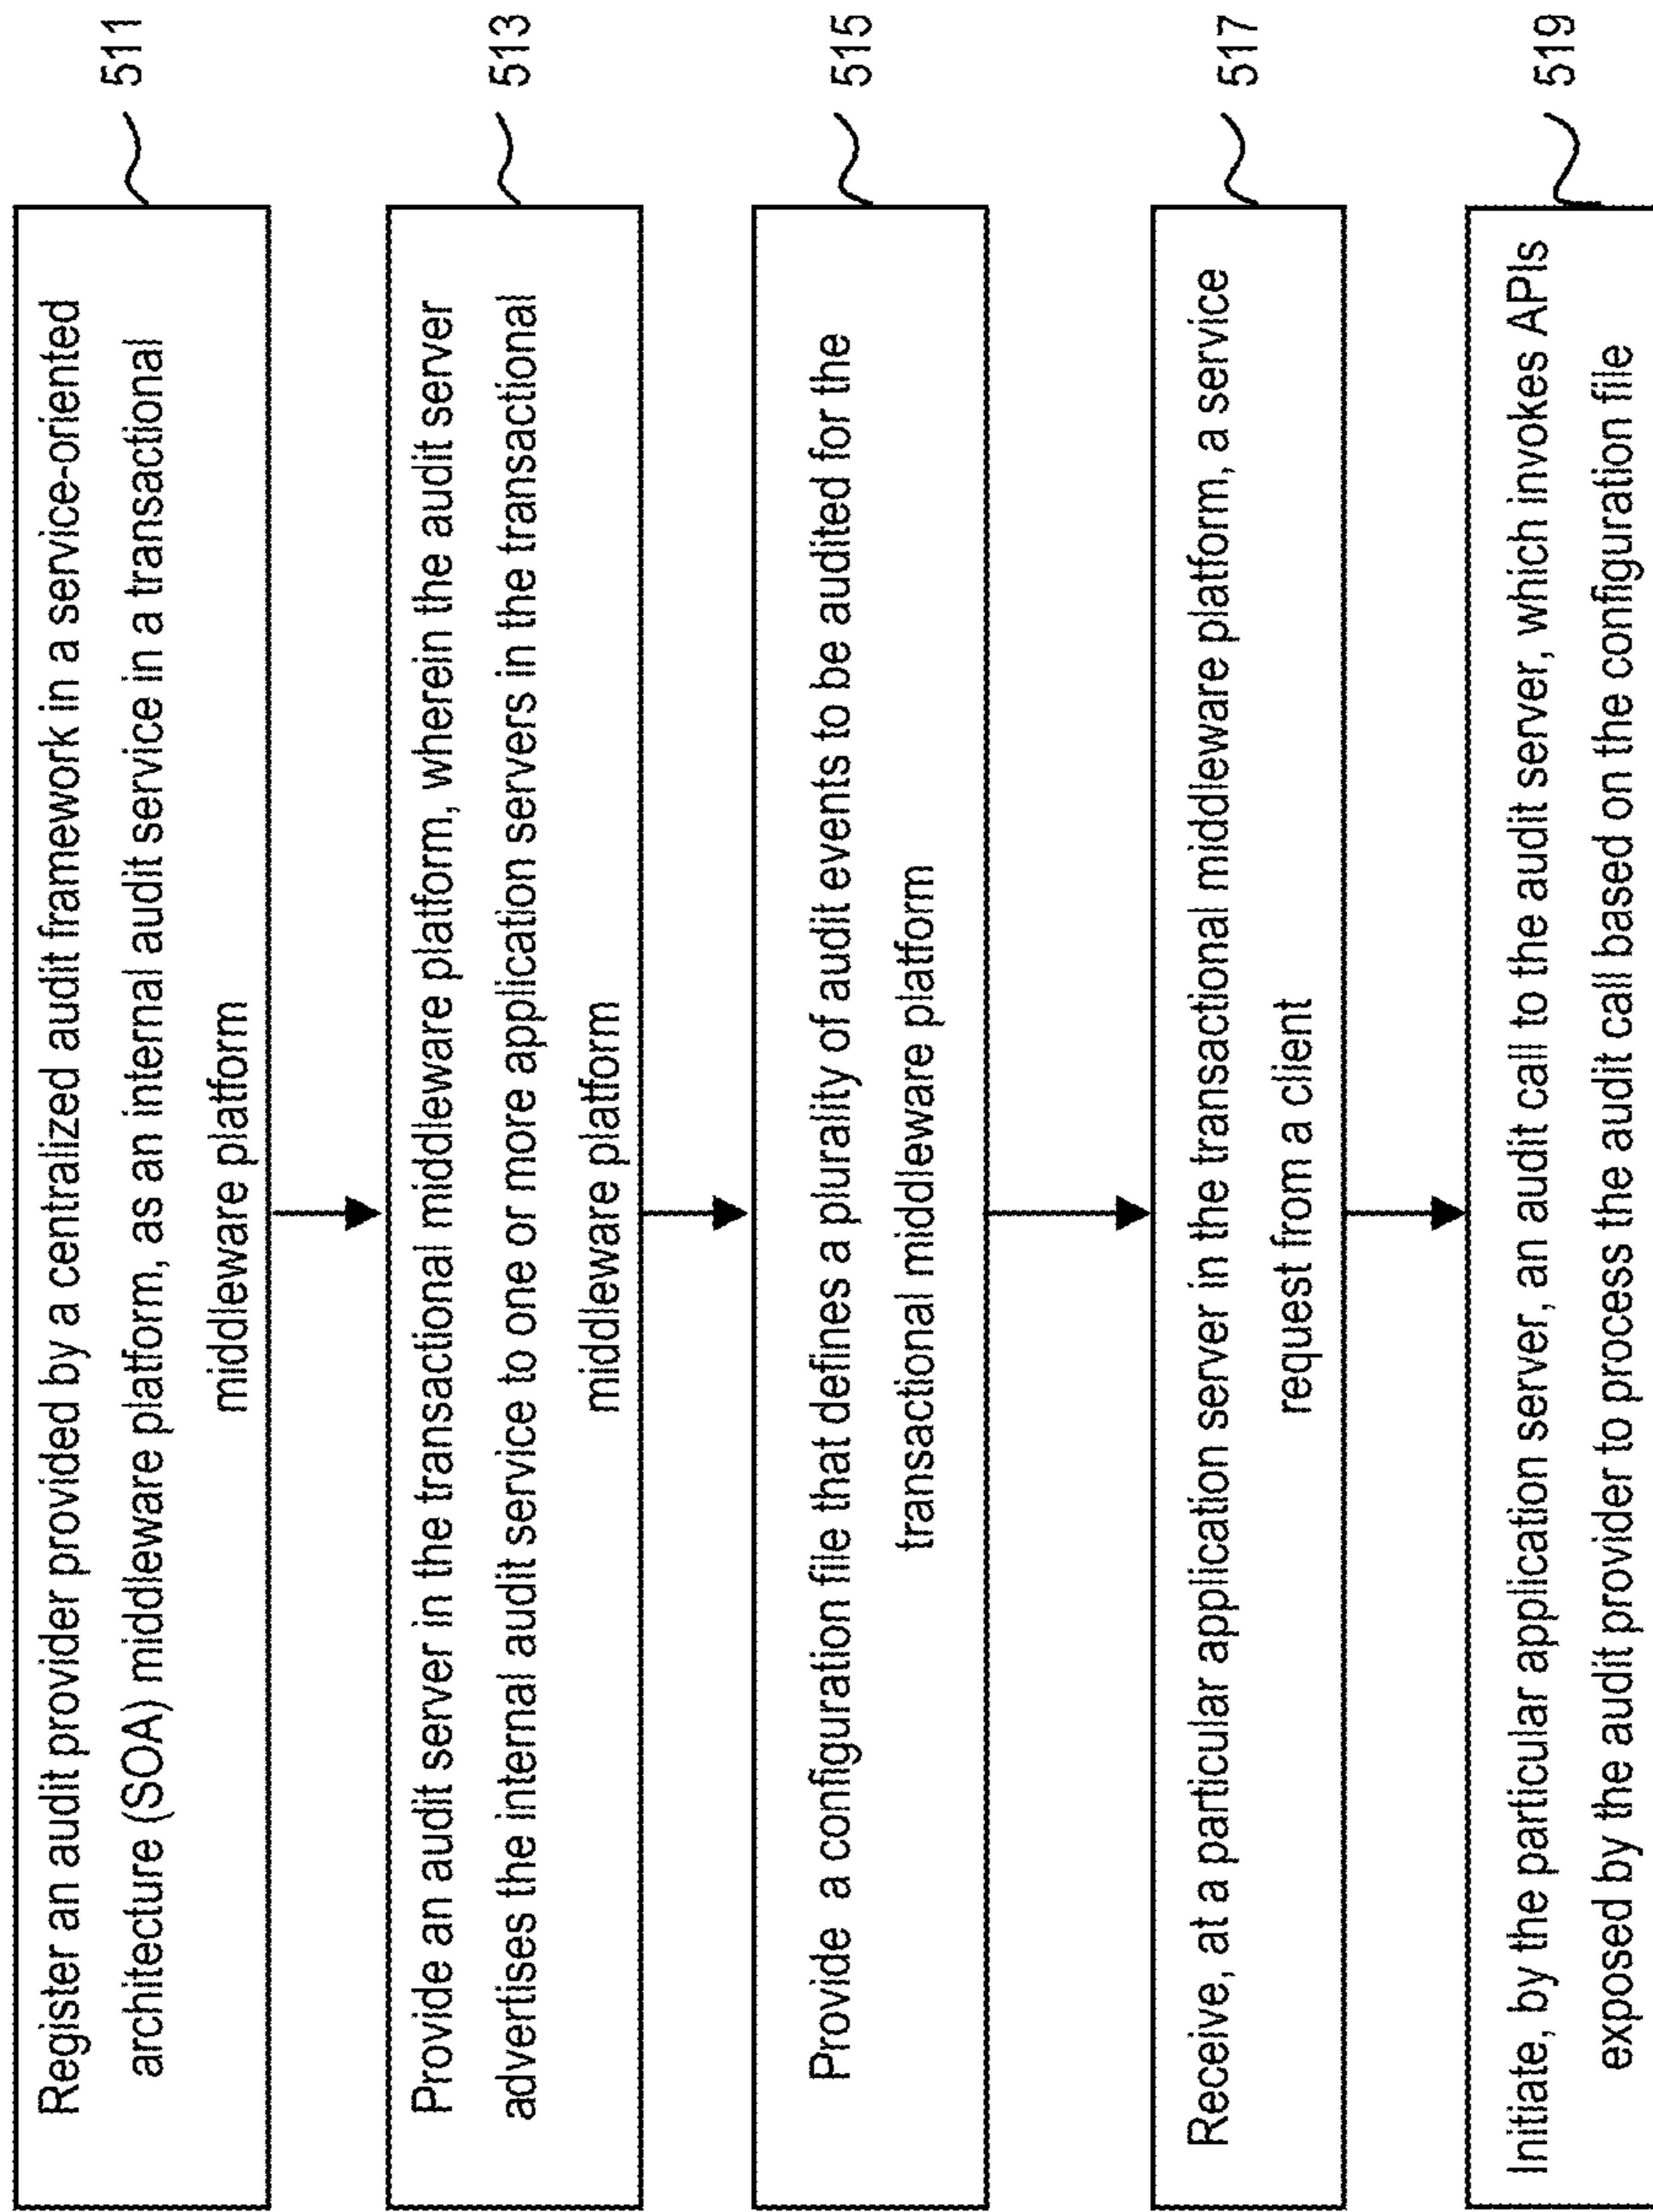 Register an audit provider provided by a centralized audit framework in a service-oriented
architecture (SOA) middleware platform, as an internal audit service in a transactional
middleware platform
511
Provide an audit server in the transactional middleware platform, wherein the audit server
advertises the internal audit service to one or more application servers in the transactional
middleware platform
513
Provide a configuration file that defines a plurality of audit events to be audited for the
transactional middleware platform
515
Receive, at a particular application server in the transactional middleware platform, a service
request from a client
517
Initiate, by the particular application server, an audit call to the audit server, which invokes APIs
exposed by the audit provider to process the audit call based on the configuration file
519